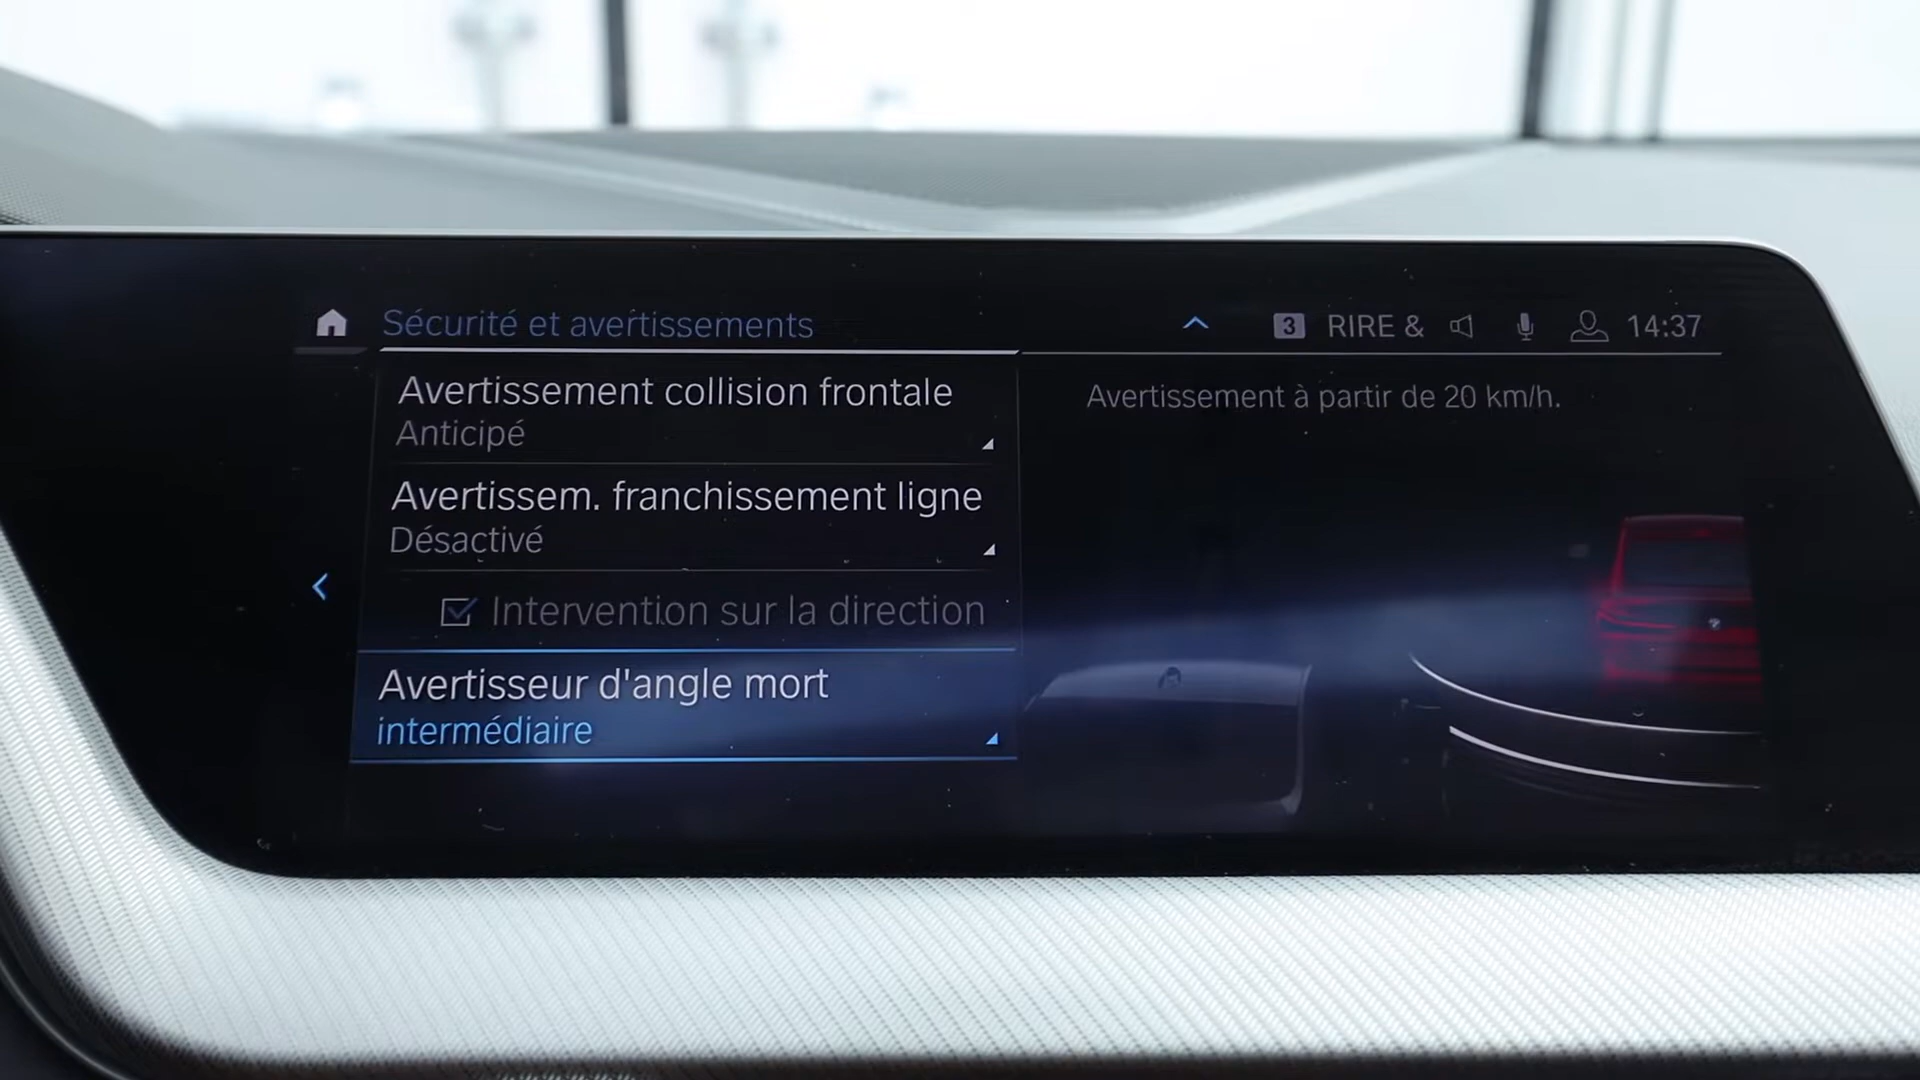 Sécurité et avertissements
3 RIRE & 14:37
Avertissement collision frontale
Anticipé
Avertissem. franchissement ligne
Désactivé
Intervention sur la direction
Avertisseur d'angle mort
intermédiaire
Avertissement à partir de 20 km/h.